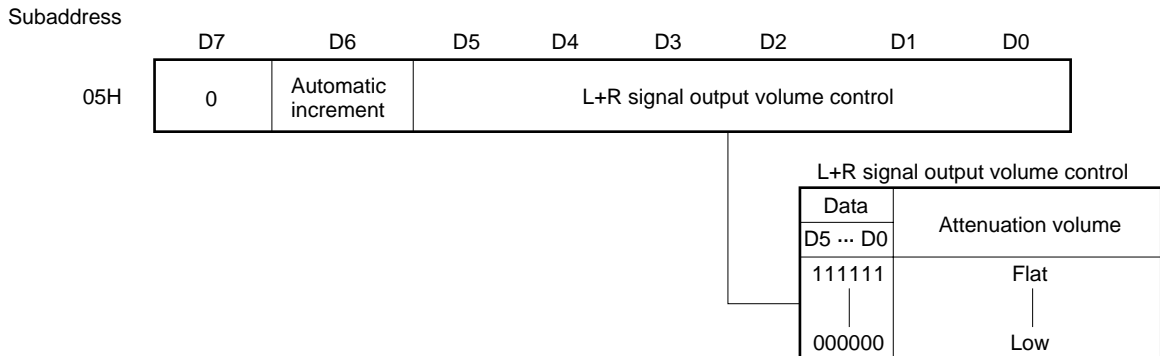 Subaddress
D7 D6 D5 D4 D3 D2 D1 D0
05H 0 Automatic increment L+R signal output volume control
L+R signal output volume control
Data Attenuation volume
D5 ··· D0
111111 Flat
000000 Low